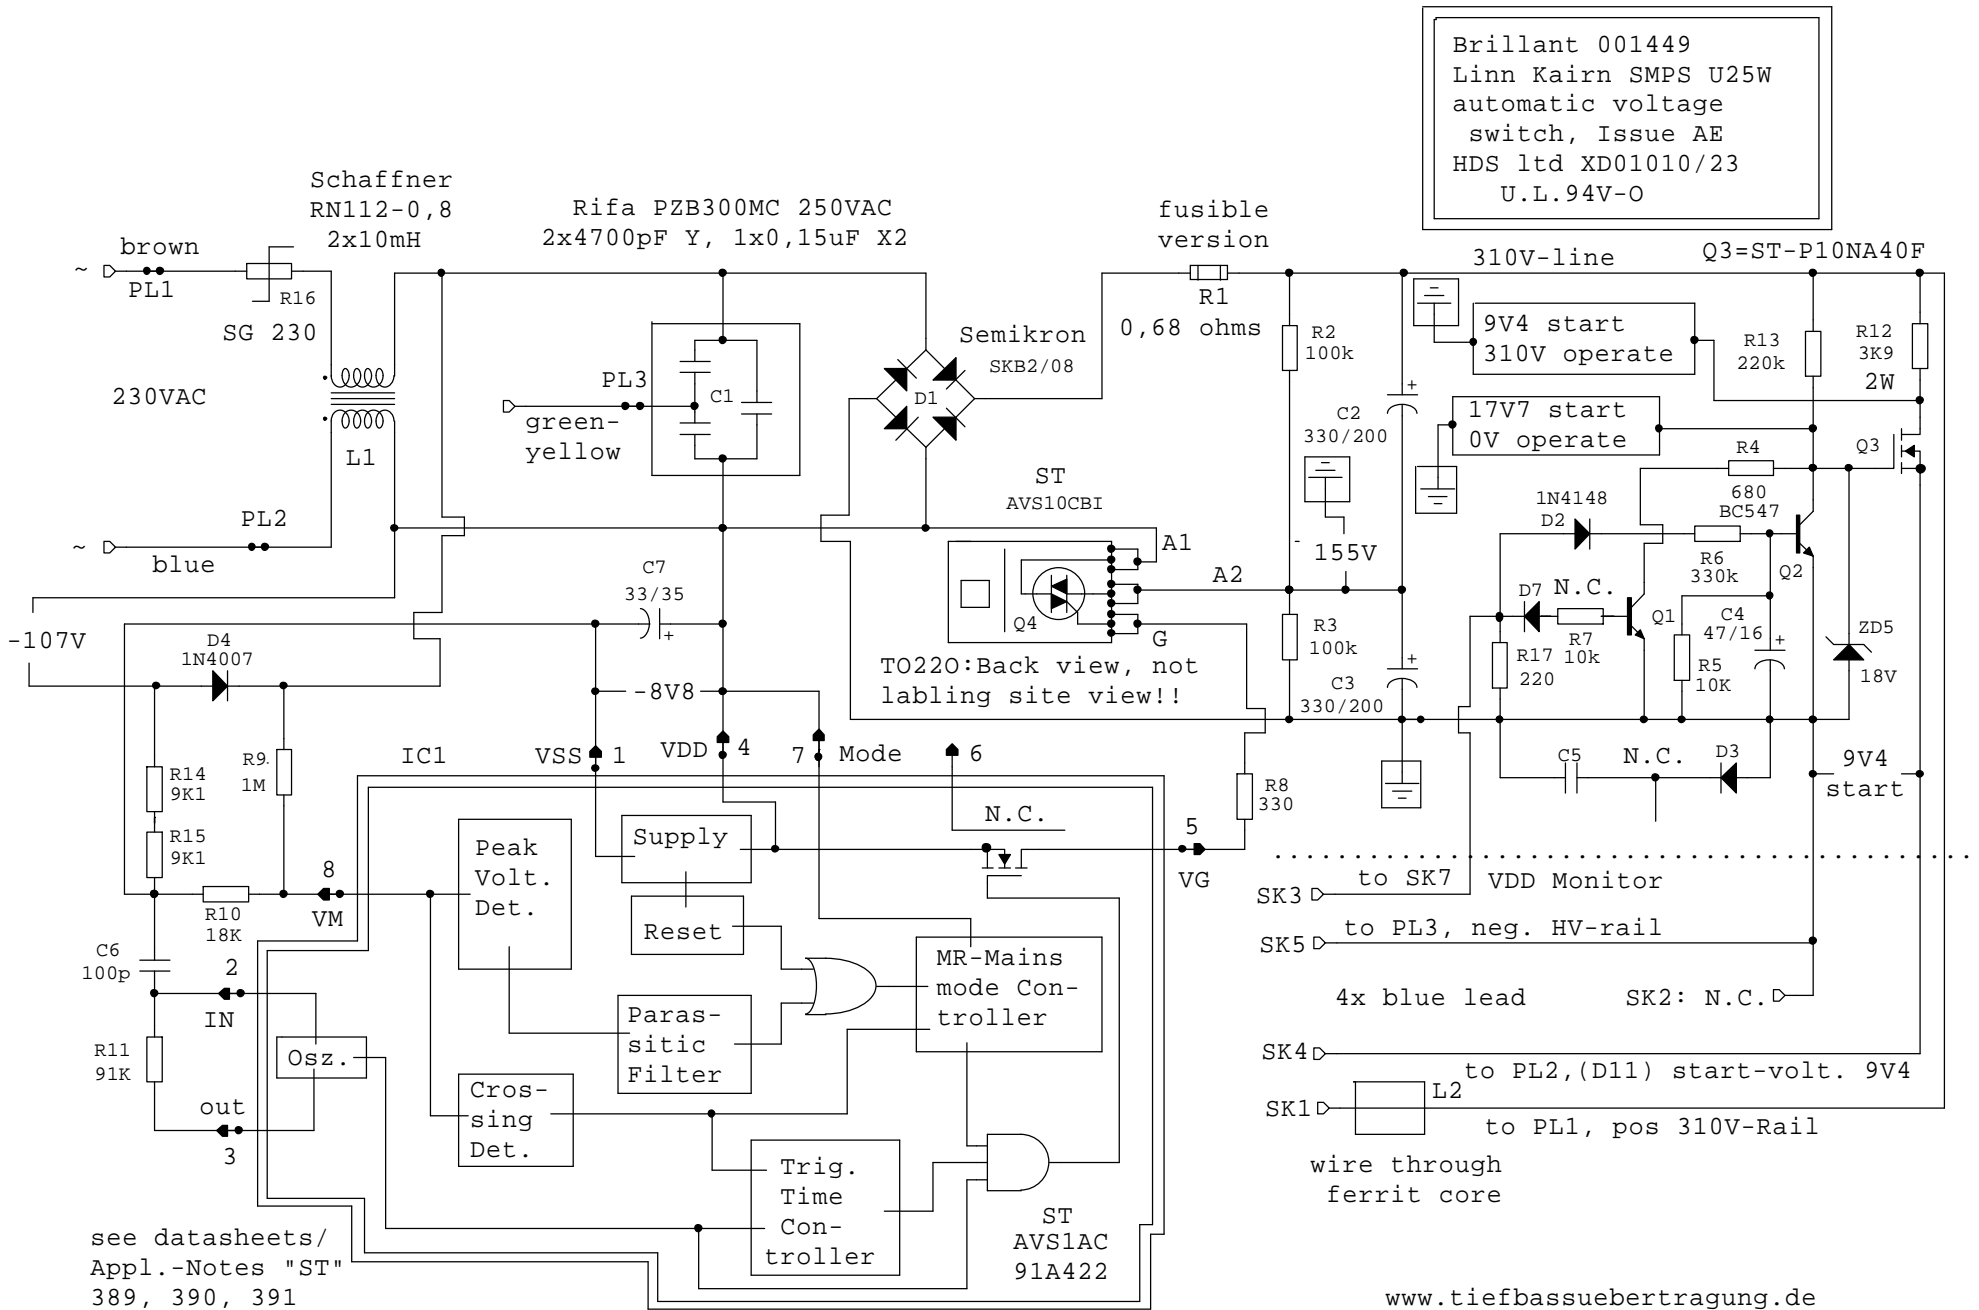 Brillant 001449
Linn Kairn SMPS U25W
automatic voltage
switch, Issue AE
HDS ltd XD01010/23
U.L.94V-O
Schaffner
RN112-0,8
2x10mH
Rifa PZB300MC 250VAC
2x4700pF Y, 1x0,15uF X2
fusible
version
brown
~
PL1
R16
SG 230
310V-line
Q3=ST-P10NA40F
R1
0,68 ohms
230VAC
L1
PL3
C1
green-
yellow
Semikron
SKB2/08
D1
R2
100k
+
C2
330/200
9V4 start
310V operate
R13
220k
R12
3K9
2W
17V7 start
0V operate
Q3
R4
680
BC547
ST
AVS10CBI
PL2
~
blue
1N4148
D2
R6
330k
Q2
A1
A2
- 155V
Q4
G
C7
33/35
+
D7
N.C.
R7
10k
Q1
C4
47/16
+
ZD5
18V
-107V
D4
1N4007
R3
100k
+
C3
330/200
R17
220
R5
10K
TO22O:Back view, not
labling site view!!
-8V8
IC1
VSS
1
VDD
4
7
Mode
6
C5
N.C.
D3
9V4
start
R14
9K1
R9.
1M
R8
330
N.C.
R15
9K1
Peak
Volt.
Det.
Supply
5
VG
8
VM
R10
18K
Reset
SK3
to SK7
VDD Monitor
SK5
to PL3, neg. HV-rail
C6
100p
2
IN
MR-Mains
mode Con-
troller
4x blue lead
SK2: N.C.
R11
91K
Osz.
Paras-
sitic
Filter
SK4
to PL2,(D11) start-volt. 9V4
out
3
Cros-
sing
Det.
SK1
L2
to PL1, pos 310V-Rail
Trig.
Time
Con-
troller
wire through
ferrit core
ST
AVS1AC
91A422
see datasheets/
Appl.-Notes "ST"
389, 390, 391
www.tiefbassuebertragung.de